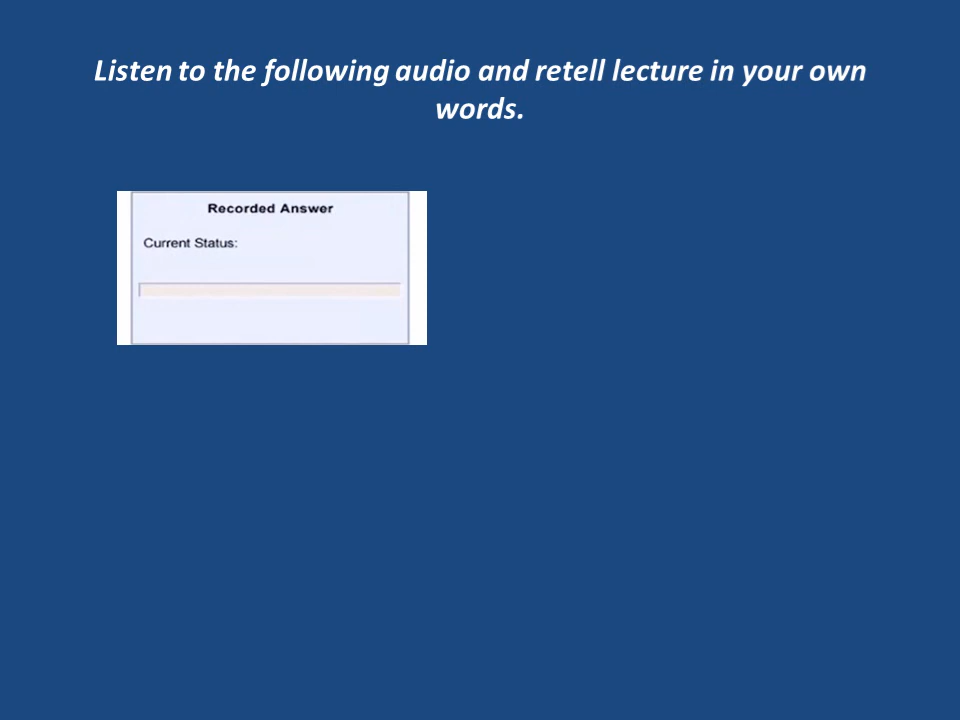 Listen to the following audio and retell lecture in your own
words.
Recorded Answer
Current Status: